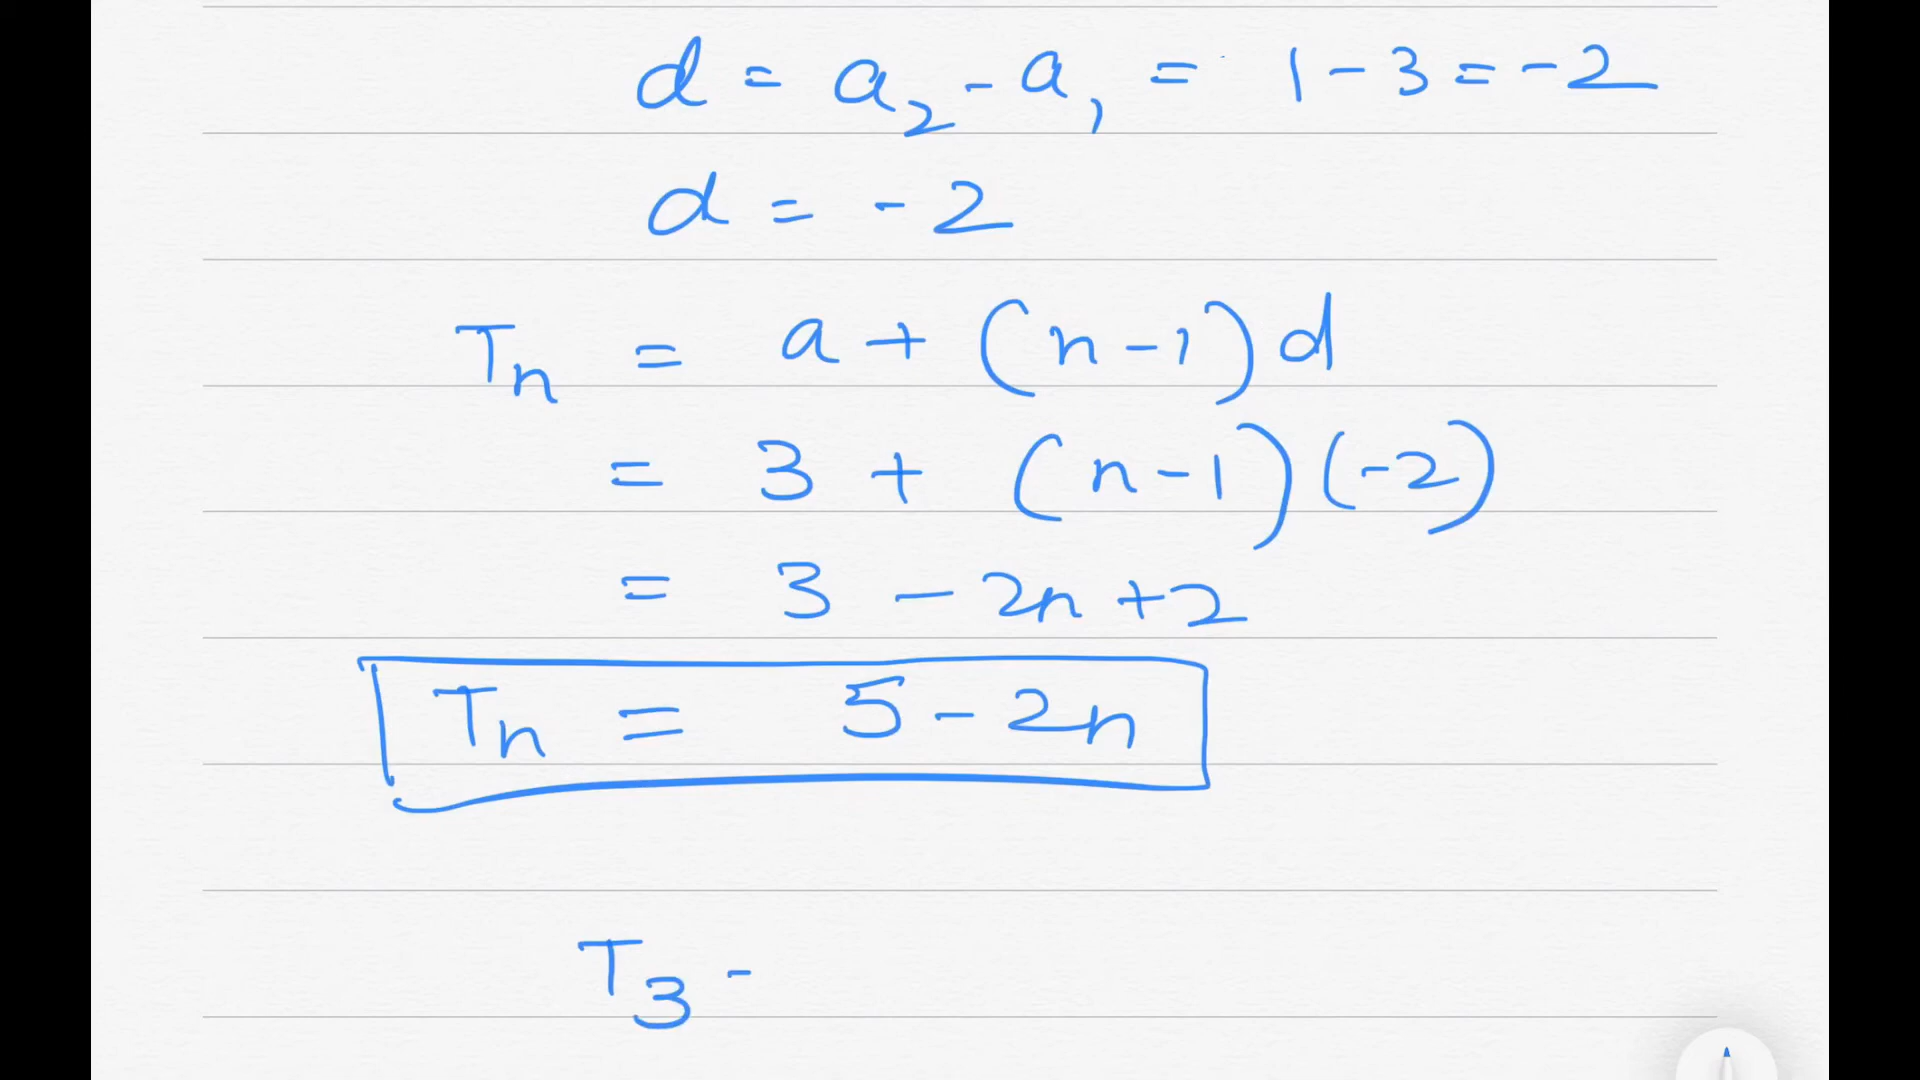 d = a₂ - a₁ = 1 - 3 = -2
d = -2
Tₙ = a + (n-1)d
= 3 + (n-1)(-2)
= 3 - 2n + 2
Tₙ = 5 - 2n
T₃ -